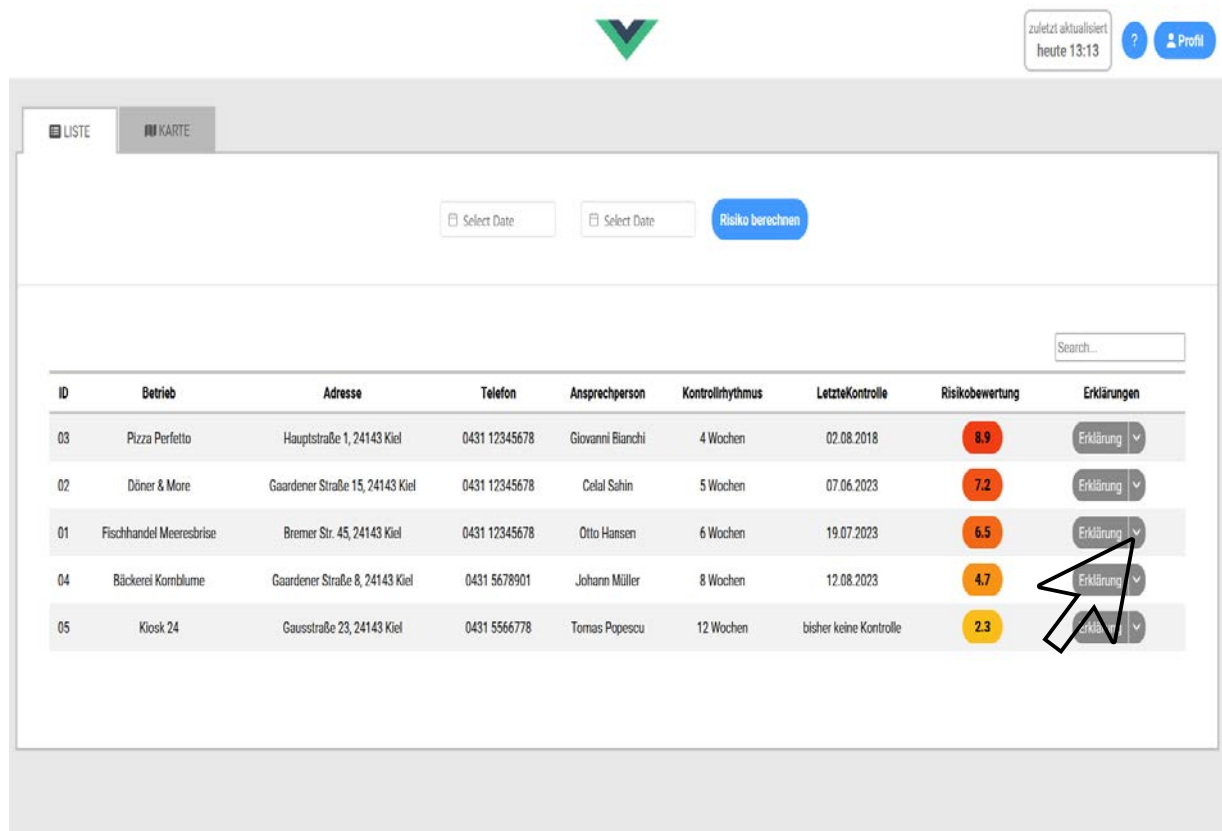 zuletzt aktualisiert
heute 13:13
?
Profil
LISTE
KARTE
Select Date
Select Date
Risiko berechnen
Search...
ID Betrieb Adresse Telefon Ansprechperson Kontrollrhythmus LetzteKontrolle Risikobewertung Erklärungen
03 Pizza Perfetto Hauptstraße 1, 24143 Kiel 0431 12345678 Giovanni Bianchi 4 Wochen 02.08.2018 8.9 Erklärung
02 Döner & More Gaardener Straße 15, 24143 Kiel 0431 12345678 Celal Sahin 5 Wochen 07.06.2023 7.2 Erklärung
01 Fischhandel Meeresbrise Bremer Str. 45, 24143 Kiel 0431 12345678 Otto Hansen 6 Wochen 19.07.2023 6.5 Erklärung
04 Bäckerei Kornblume Gaardener Straße 8, 24143 Kiel 0431 5678901 Johann Müller 8 Wochen 12.08.2023 4.7 Erklärung
05 Kiosk 24 Gausstraße 23, 24143 Kiel 0431 5566778 Tomas Popescu 12 Wochen bisher keine Kontrolle 2.3 Erklärung